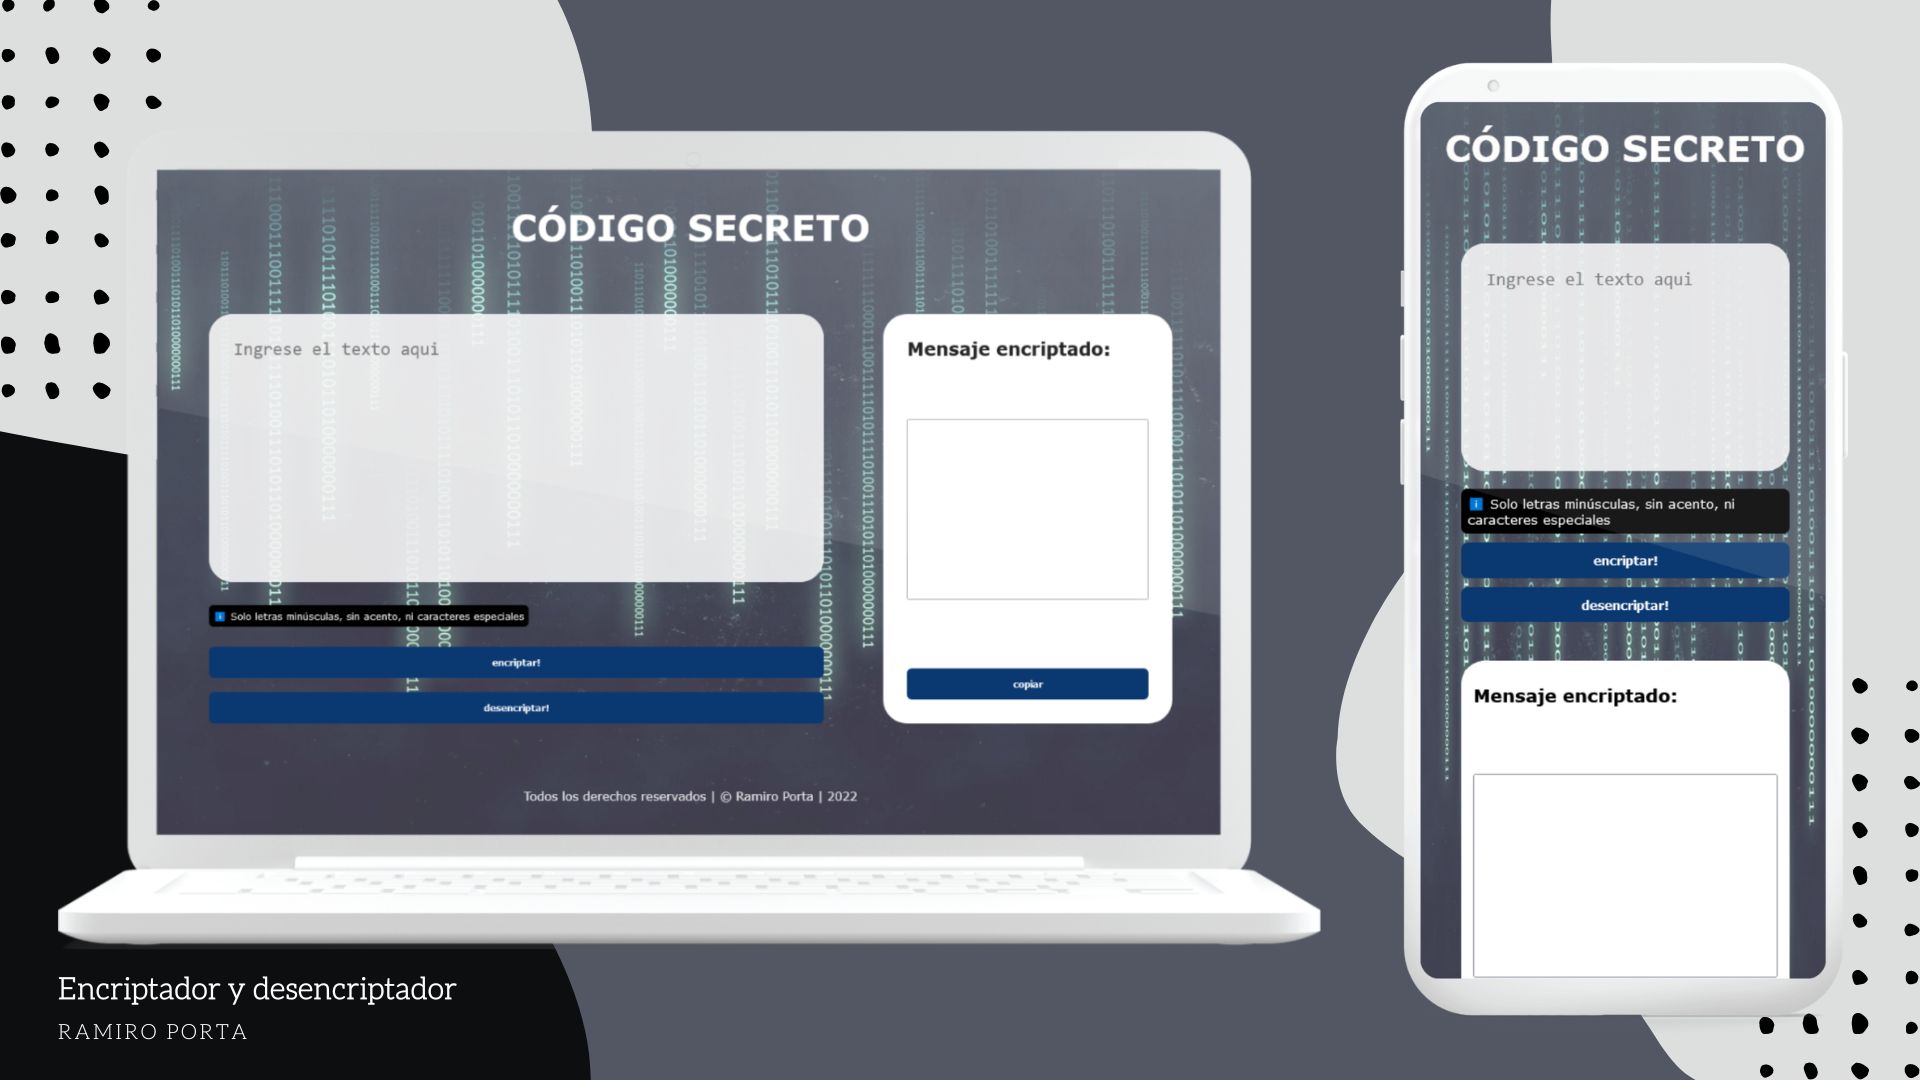 CÓDIGO SECRETO
Ingrese el texto aqui
Mensaje encriptado:
Solo letras minúsculas, sin acento, ni caracteres especiales
encriptar!
desencriptar!
copiar
Todos los derechos reservados | © Ramiro Porta | 2022
CÓDIGO SECRETO
Ingrese el texto aqui
Solo letras minúsculas, sin acento, ni
caracteres especiales
encriptar!
desencriptar!
Mensaje encriptado:
Encriptador y desencriptador
RAMIRO PORTA